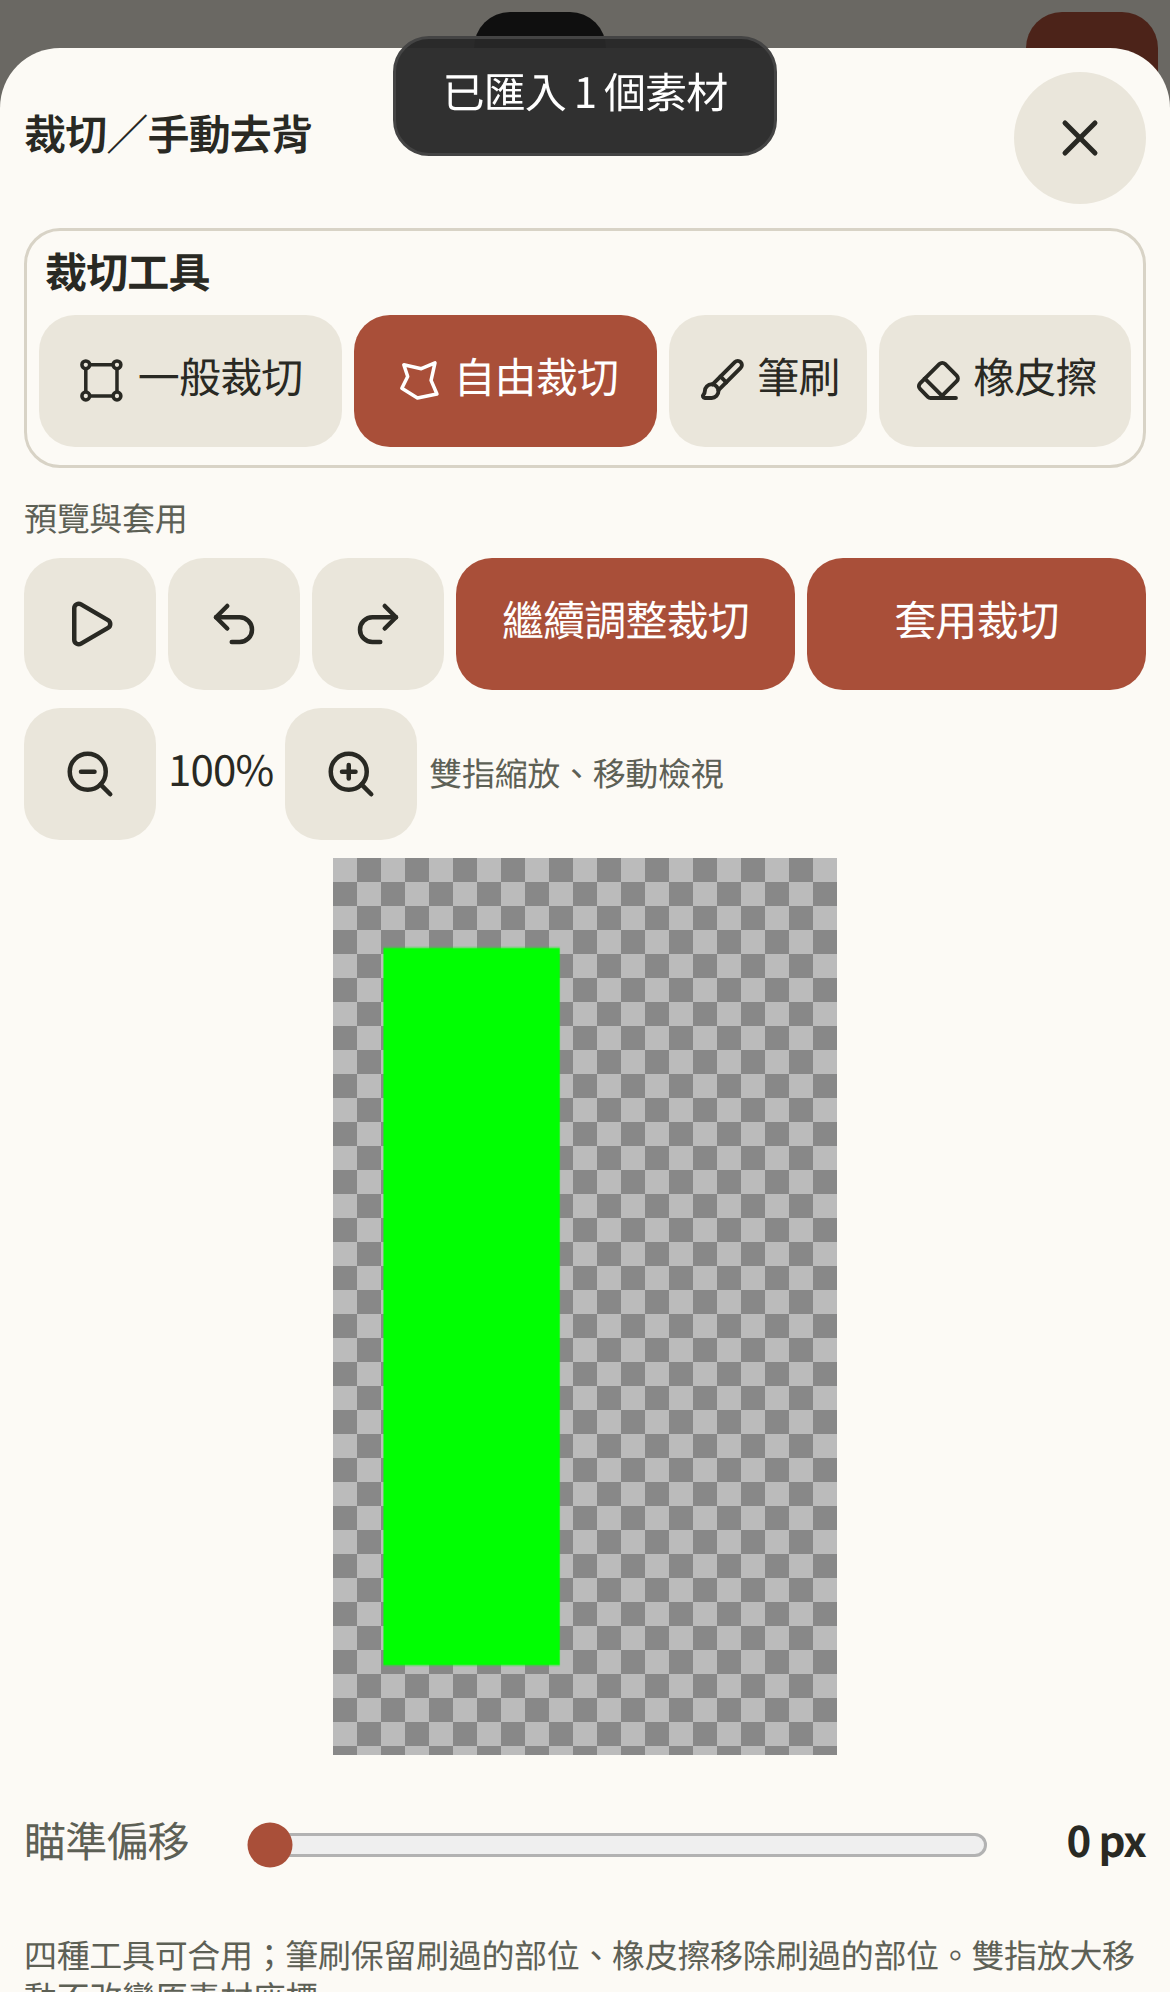 已匯入 1 個素材
裁切／手動去背
裁切工具
一般裁切
自由裁切
筆刷
橡皮擦
預覽與套用
繼續調整裁切
套用裁切
100%
雙指縮放、移動檢視
瞄準偏移
0 px
四種工具可合用；筆刷保留刷過的部位、橡皮擦移除刷過的部位。雙指放大移